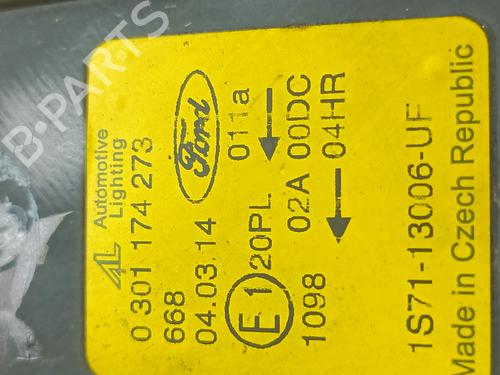 Automotive
Lighting
0 301 174 273
668
04.03.14
Ford
E1
011a
20PL
02A 00DC
04HR
1098
1S71-13006-UF
Made in Czech Republic
B-PARTS